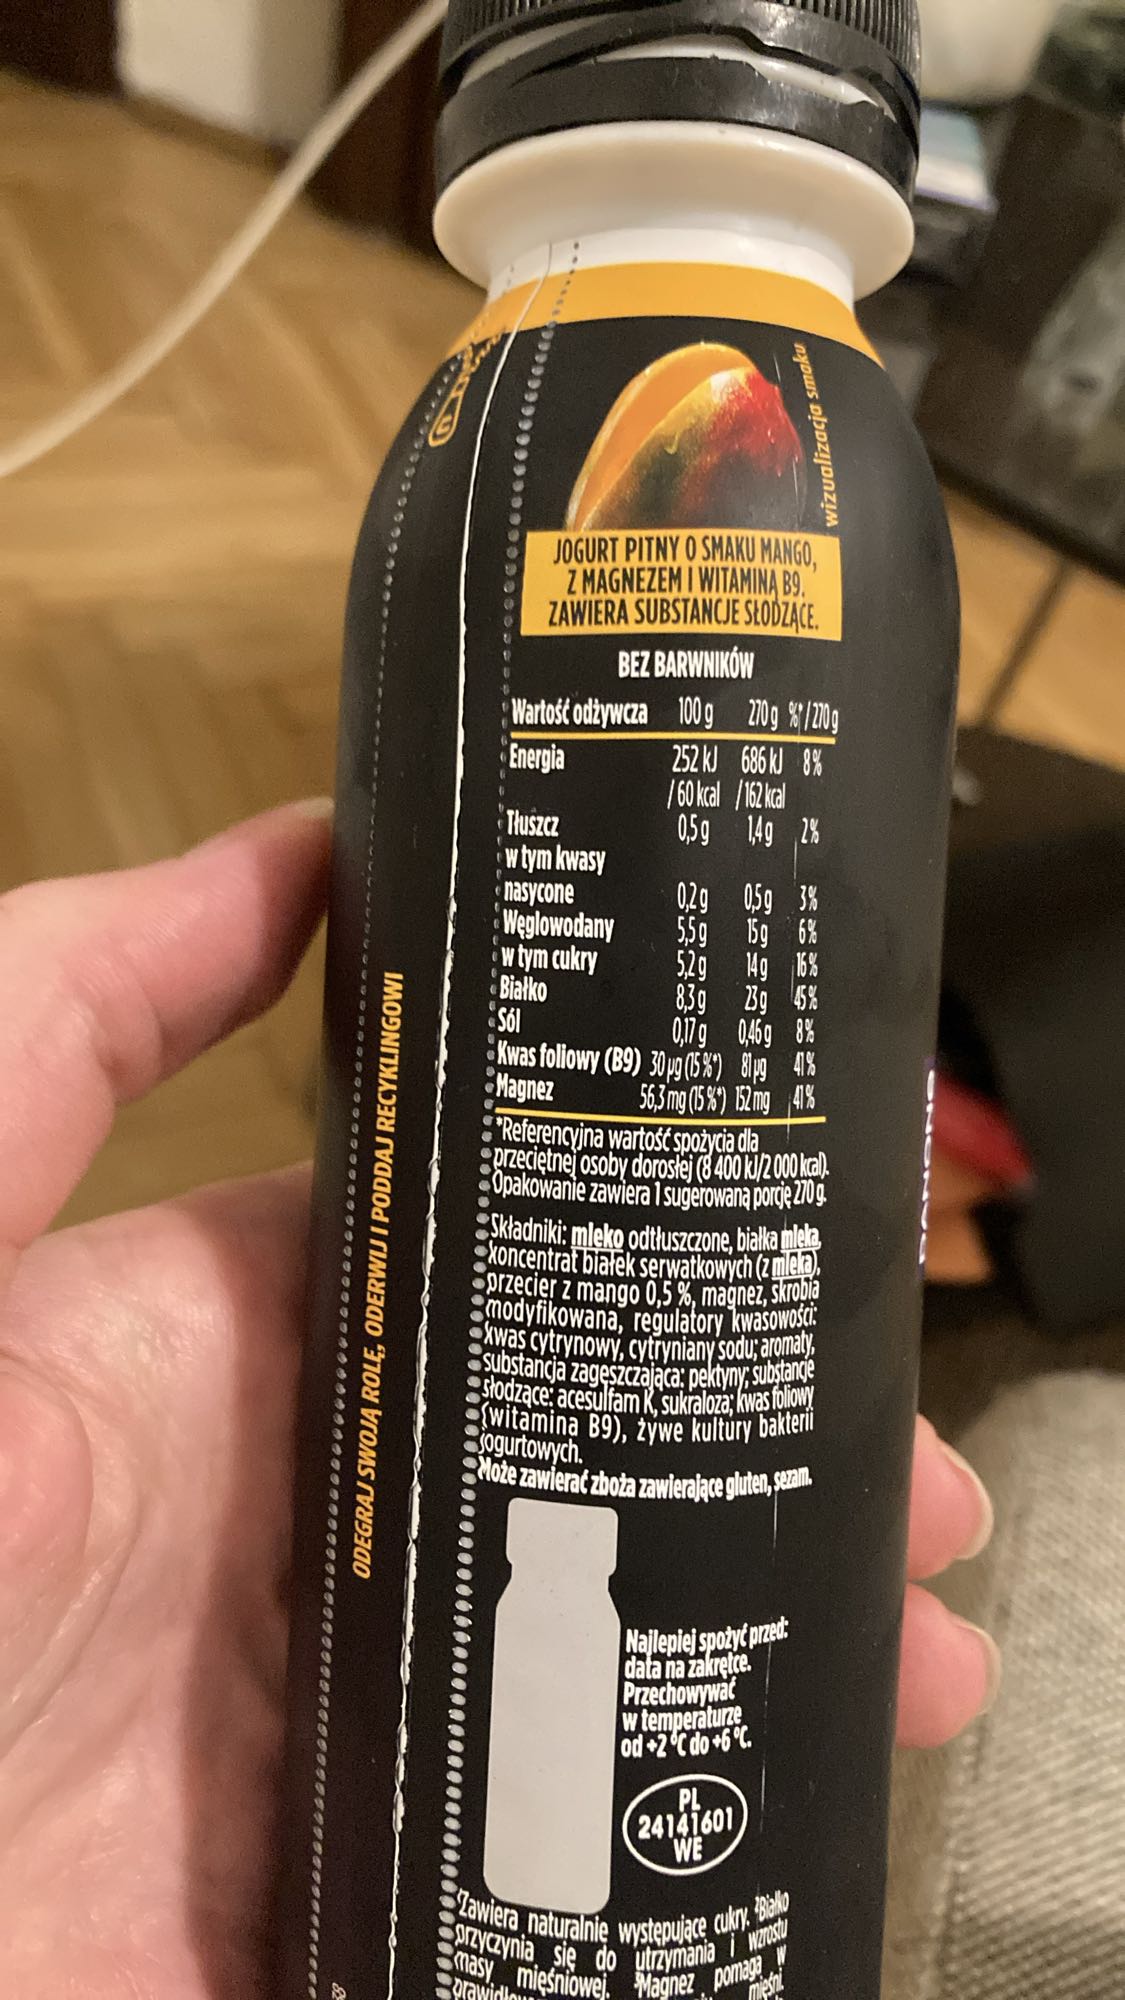 wizualizacja smaku
JOGURT PITNY O SMAKU MANGO,
Z MAGNEZEM I WITAMINĄ B9.
ZAWIERA SUBSTANCJE SŁODZĄCE.
BEZ BARWNIKÓW
Wartość odżywcza 100 g 270 g %*/270 g
Energia 252 kJ 686 kJ 8%
/ 60 kcal / 162 kcal
Tłuszcz 0,5 g 1,4 g 2%
w tym kwasy
nasycone 0,2 g 0,5 g 3%
Węglowodany 5,5 g 15 g 6%
w tym cukry 5,2 g 14 g 16%
Białko 8,3 g 23 g 45%
Sól 0,17 g 0,46 g 8%
Kwas foliowy (B9) 30 µg (15 %*) 81 µg 41%
Magnez 56,3 mg (15 %*) 152 mg 41%
*Referencyjna wartość spożycia dla
przeciętnej osoby dorosłej (8 400 kJ/2 000 kcal).
Opakowanie zawiera 1 sugerowaną porcję 270 g.
Składniki: mleko odtłuszczone, białka mleka,
koncentrat białek serwatkowych (z mleka),
przecier z mango 0,5 %, magnez, skrobia
modyfikowana, regulatory kwasowości:
kwas cytrynowy, cytryniany sodu; aromaty,
substancja zagęszczająca: pektyny; substancje
słodzące: acesulfam K, sukraloza; kwas foliowy
(witamina B9), żywe kultury bakterii
jogurtowych.
Może zawierać zboża zawierające gluten, sezam.
Najlepiej spożyć przed:
data na zakrętce.
Przechowywać
w temperaturze
od +2 °C do +6 °C.
PL
24141601
WE
¹Zawiera naturalnie występujące cukry. ²Białko
przyczynia się do utrzymania i wzrostu
masy mięśniowej. ³Magnez pomaga w
mięśni.
ODEGRAJ SWOJĄ ROLĘ, ODERWIJ I PODDAJ RECYKLINGOWI
DANONE